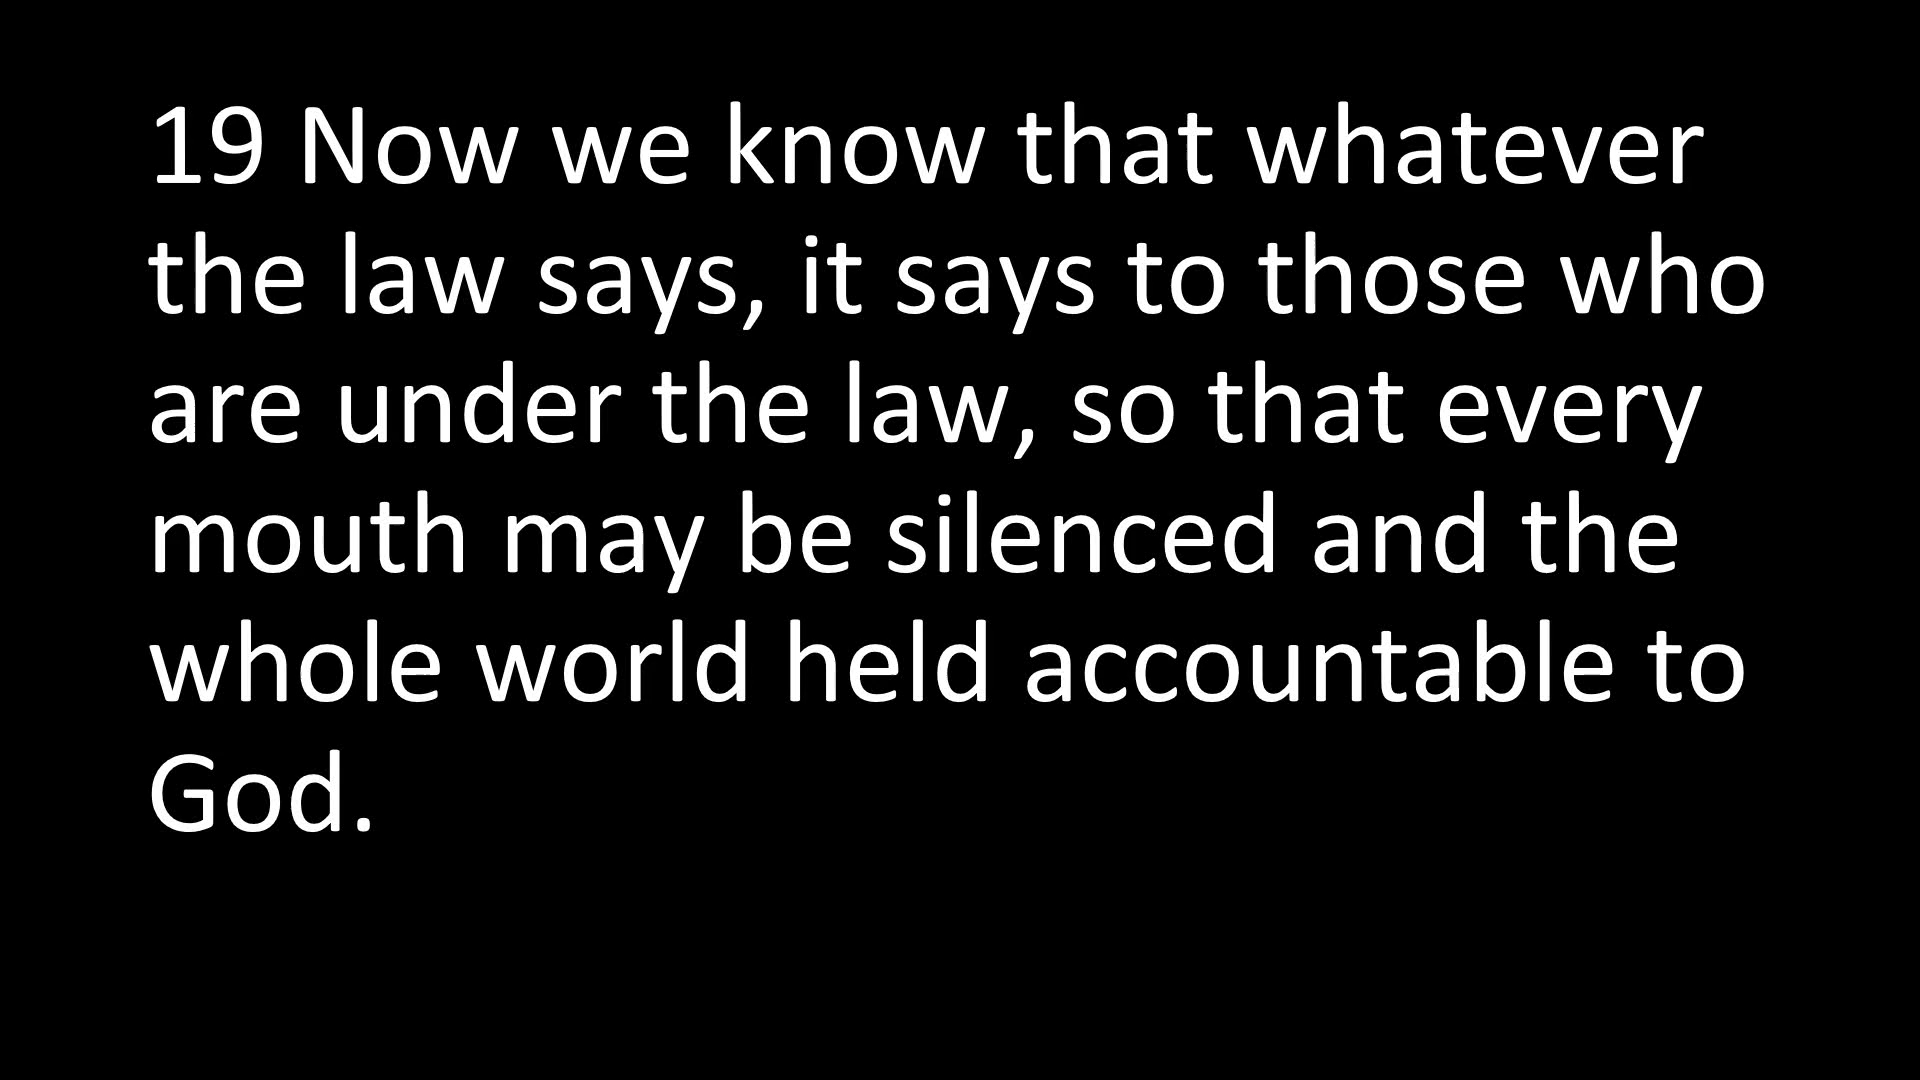 19 Now we know that whatever
the law says, it says to those who
are under the law, so that every
mouth may be silenced and the
whole world held accountable to
God.